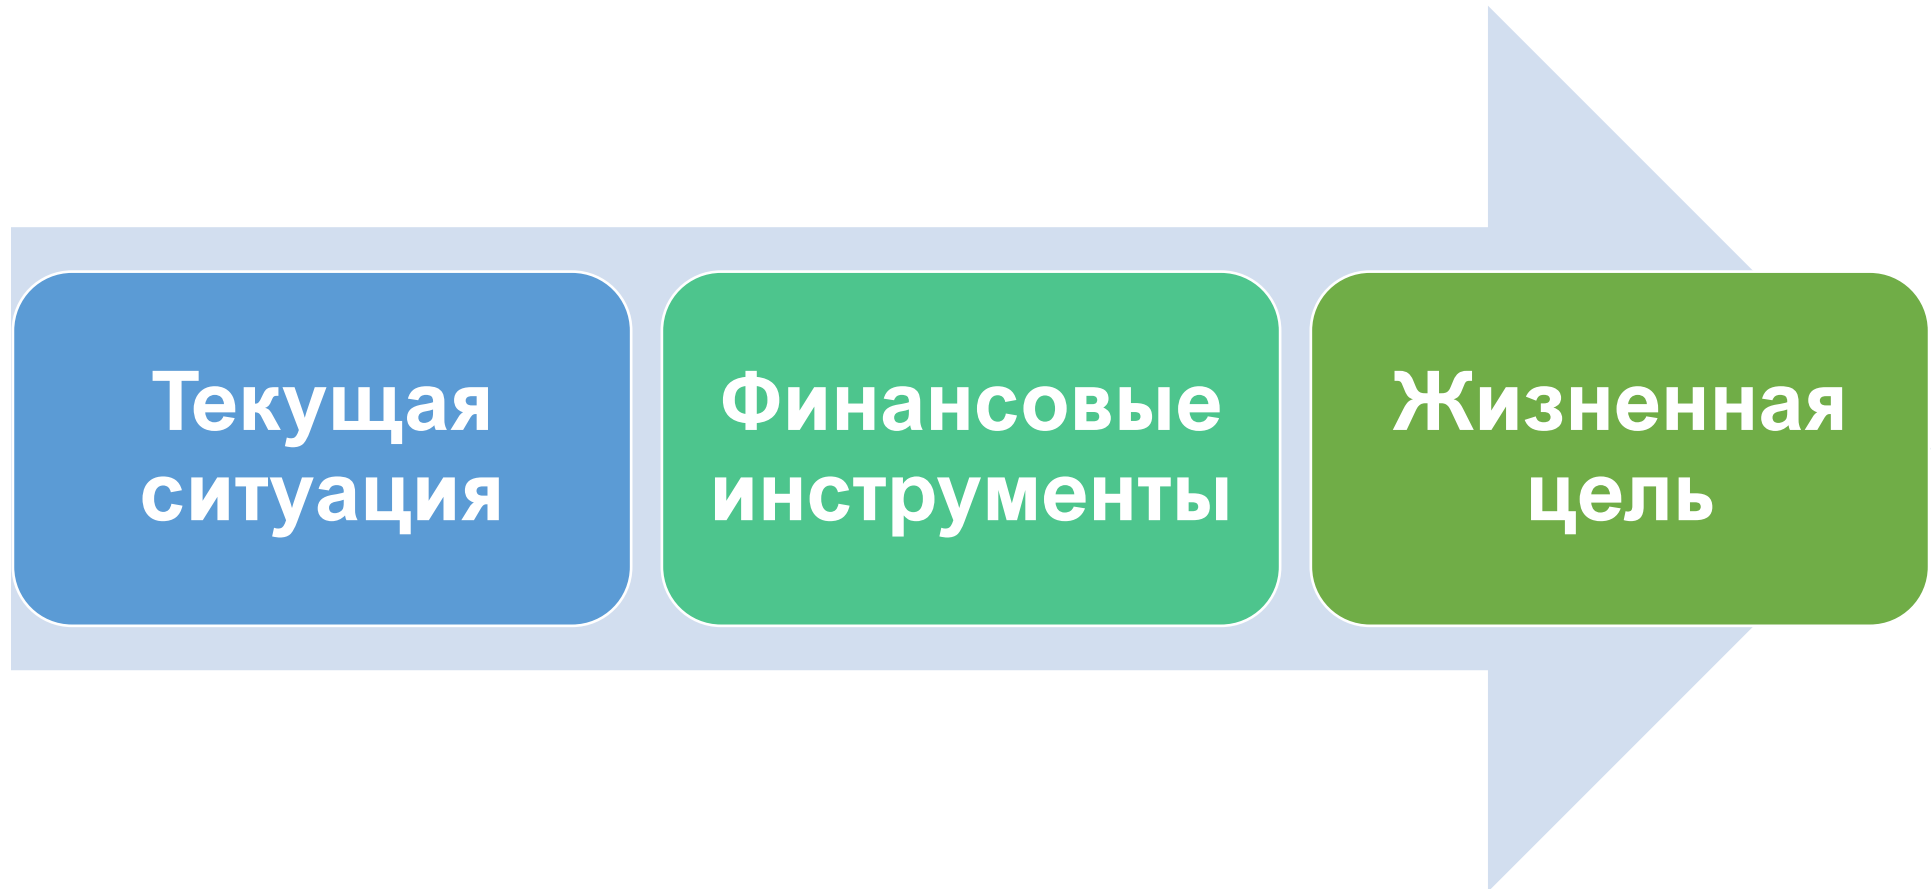 Текущая
ситуация
Финансовые
инструменты
Жизненная
цель